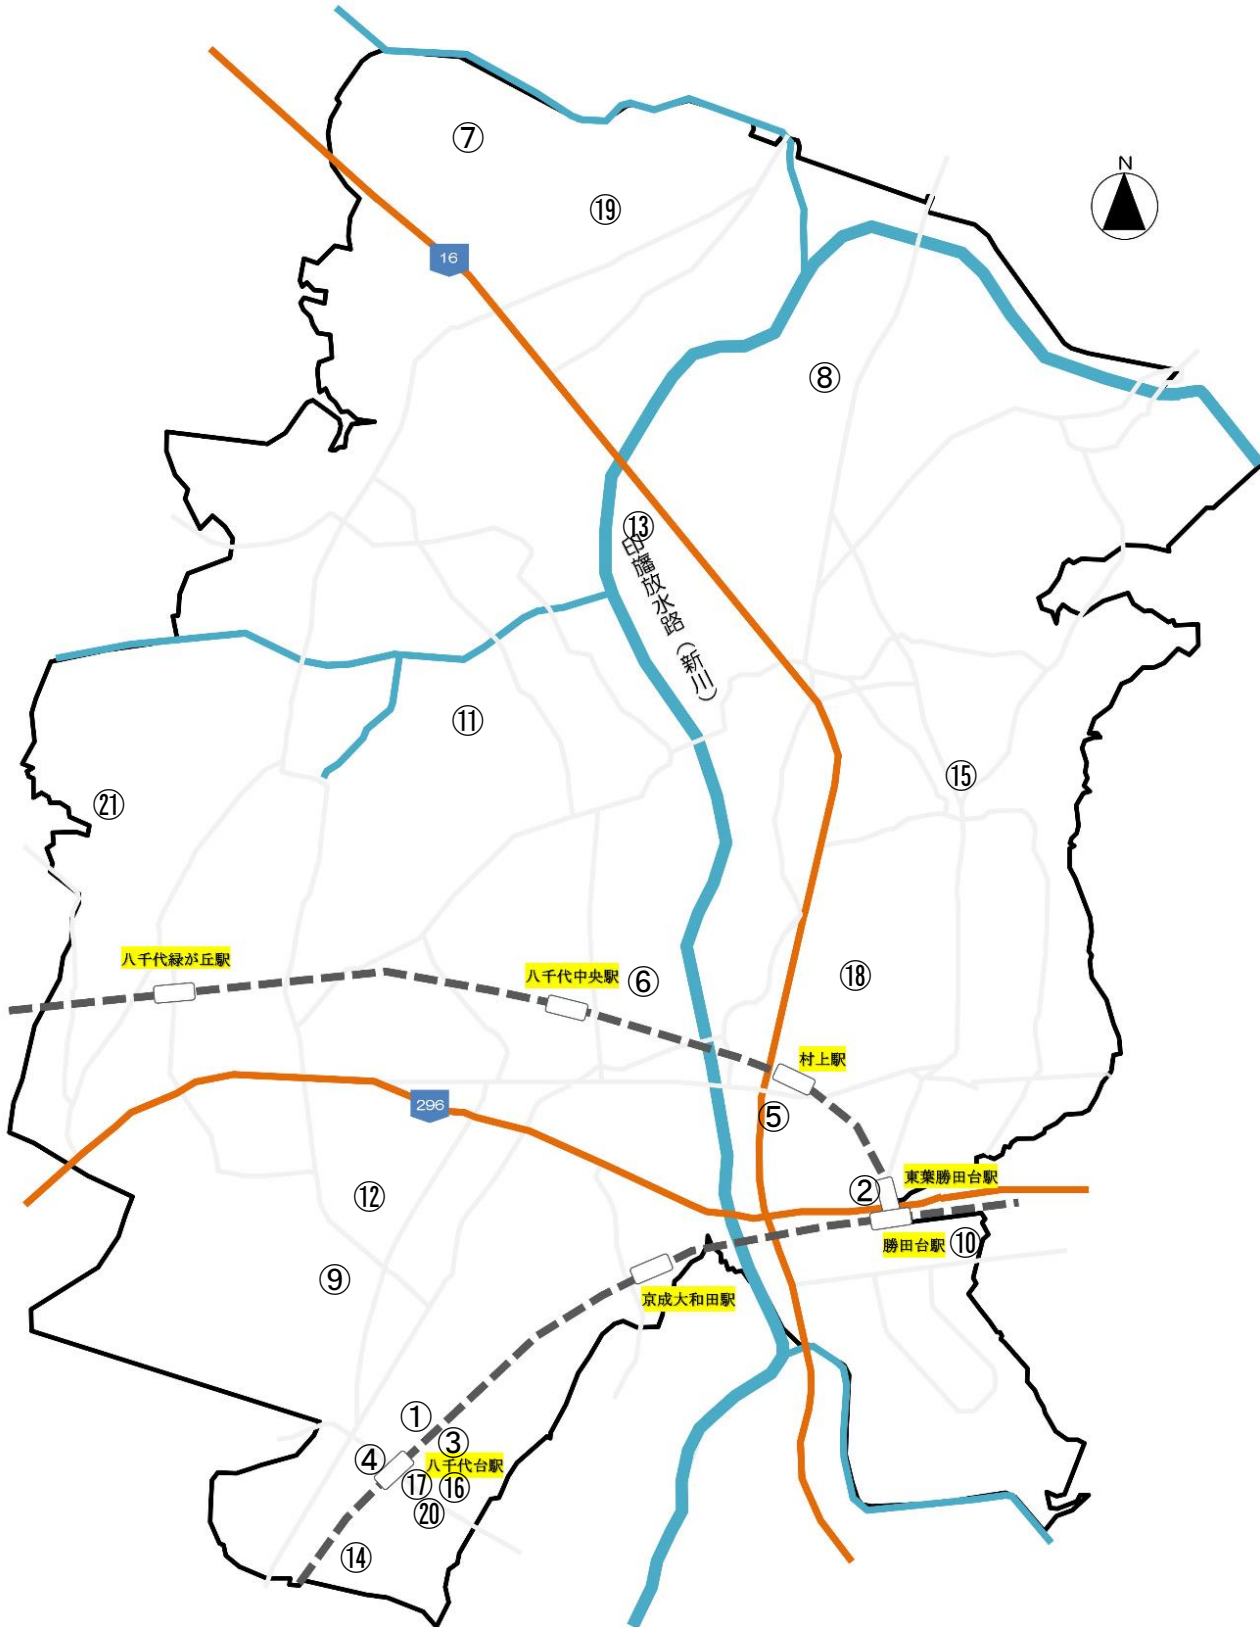 ⑦
N
⑲
16
⑧
⑬
印旛放水路（新川）
⑪
⑮
㉑
八千代緑が丘駅
八千代中央駅
⑥
⑱
村上駅
296
⑤
東葉勝田台駅
②
⑫
勝田台駅
⑩
⑨
京成大和田駅
①
③
④
八千代台駅
⑰
⑯
⑳
⑭